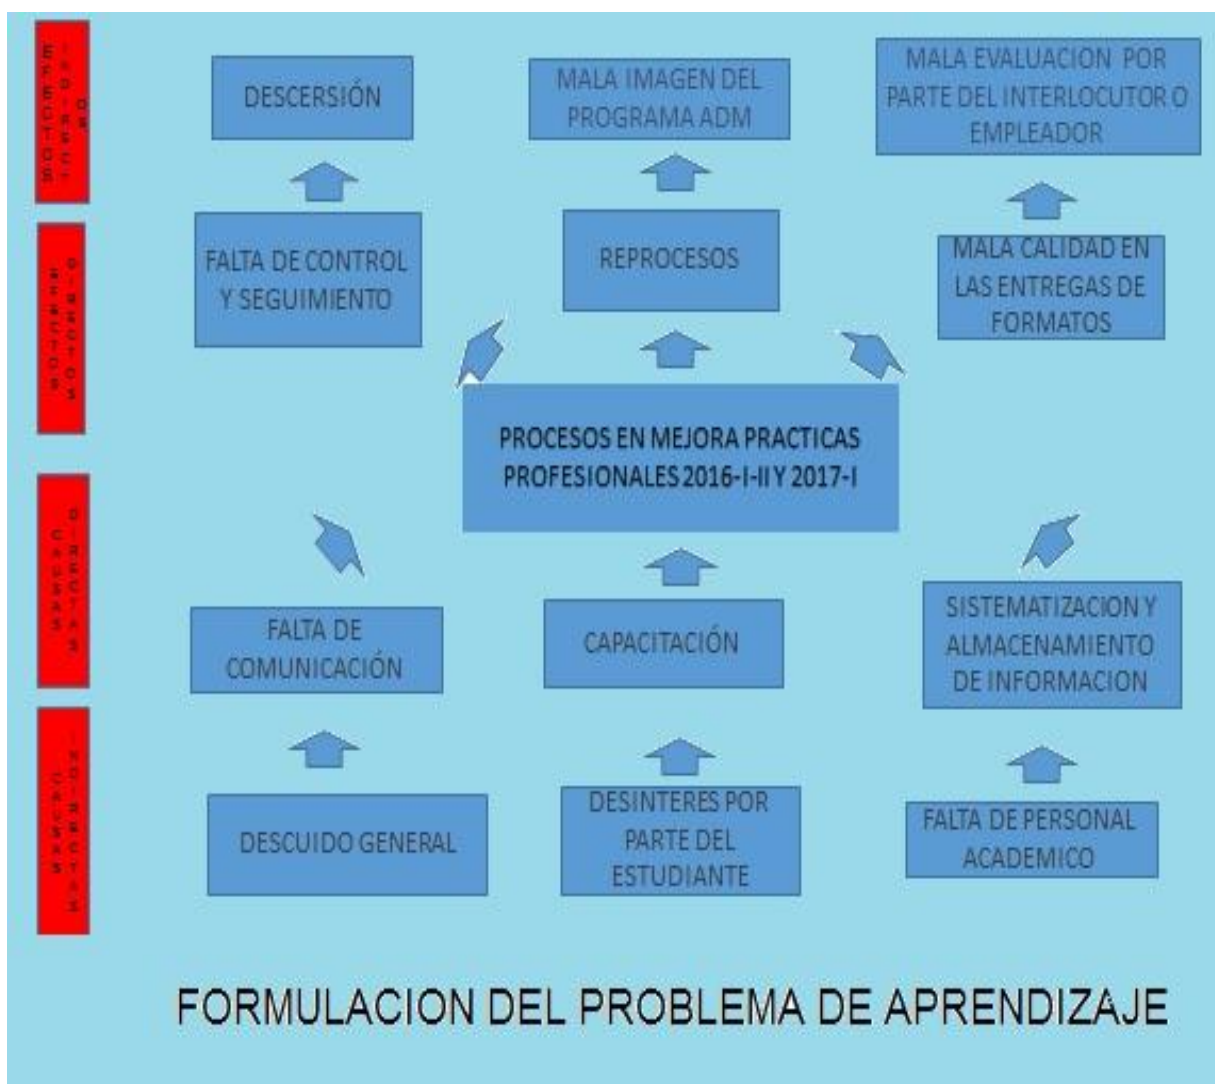 EFECTOS
INDIRECT
OS
DESCERSIÓN
MALA IMAGEN DEL
PROGRAMA ADM
MALA EVALUACION POR
PARTE DEL INTERLOCUTOR O
EMPLEADOR
EFECTOS
DIRECTOS
FALTA DE CONTROL
Y SEGUIMIENTO
REPROCESOS
MALA CALIDAD EN
LAS ENTREGAS DE
FORMATOS
PROCESOS EN MEJORA PRACTICAS
PROFESIONALES 2016-I-II Y 2017-I
CAUSAS
DIRECTAS
FALTA DE
COMUNICACIÓN
CAPACITACIÓN
SISTEMATIZACION Y
ALMACENAMIENTO
DE INFORMACION
CAUSAS
INDIRECTAS
DESCUIDO GENERAL
DESINTERES POR
PARTE DEL
ESTUDIANTE
FALTA DE PERSONAL
ACADEMICO
FORMULACION DEL PROBLEMA DE APRENDIZAJE